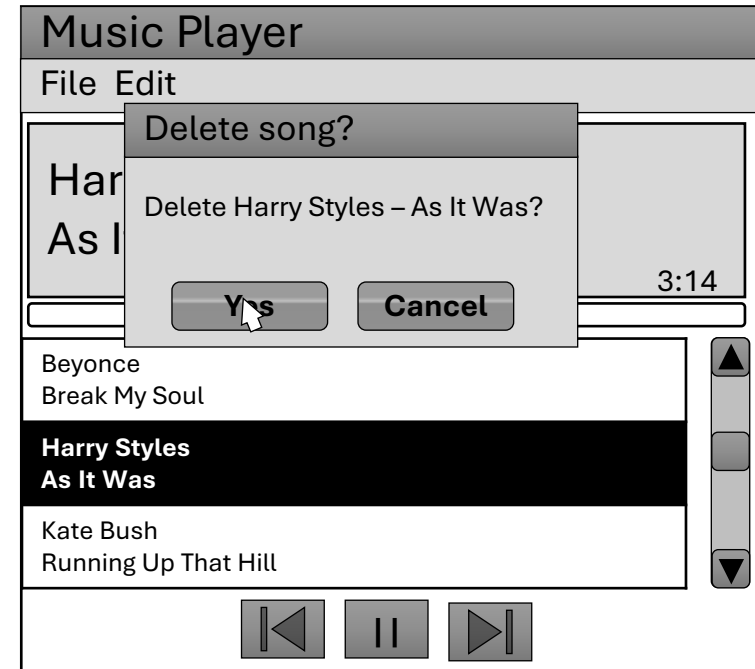 Music Player
File Edit
Delete song?
Har
Delete Harry Styles – As It Was?
As I
3:14
Yes
Cancel
Beyonce
Break My Soul
Harry Styles
As It Was
Kate Bush
Running Up That Hill